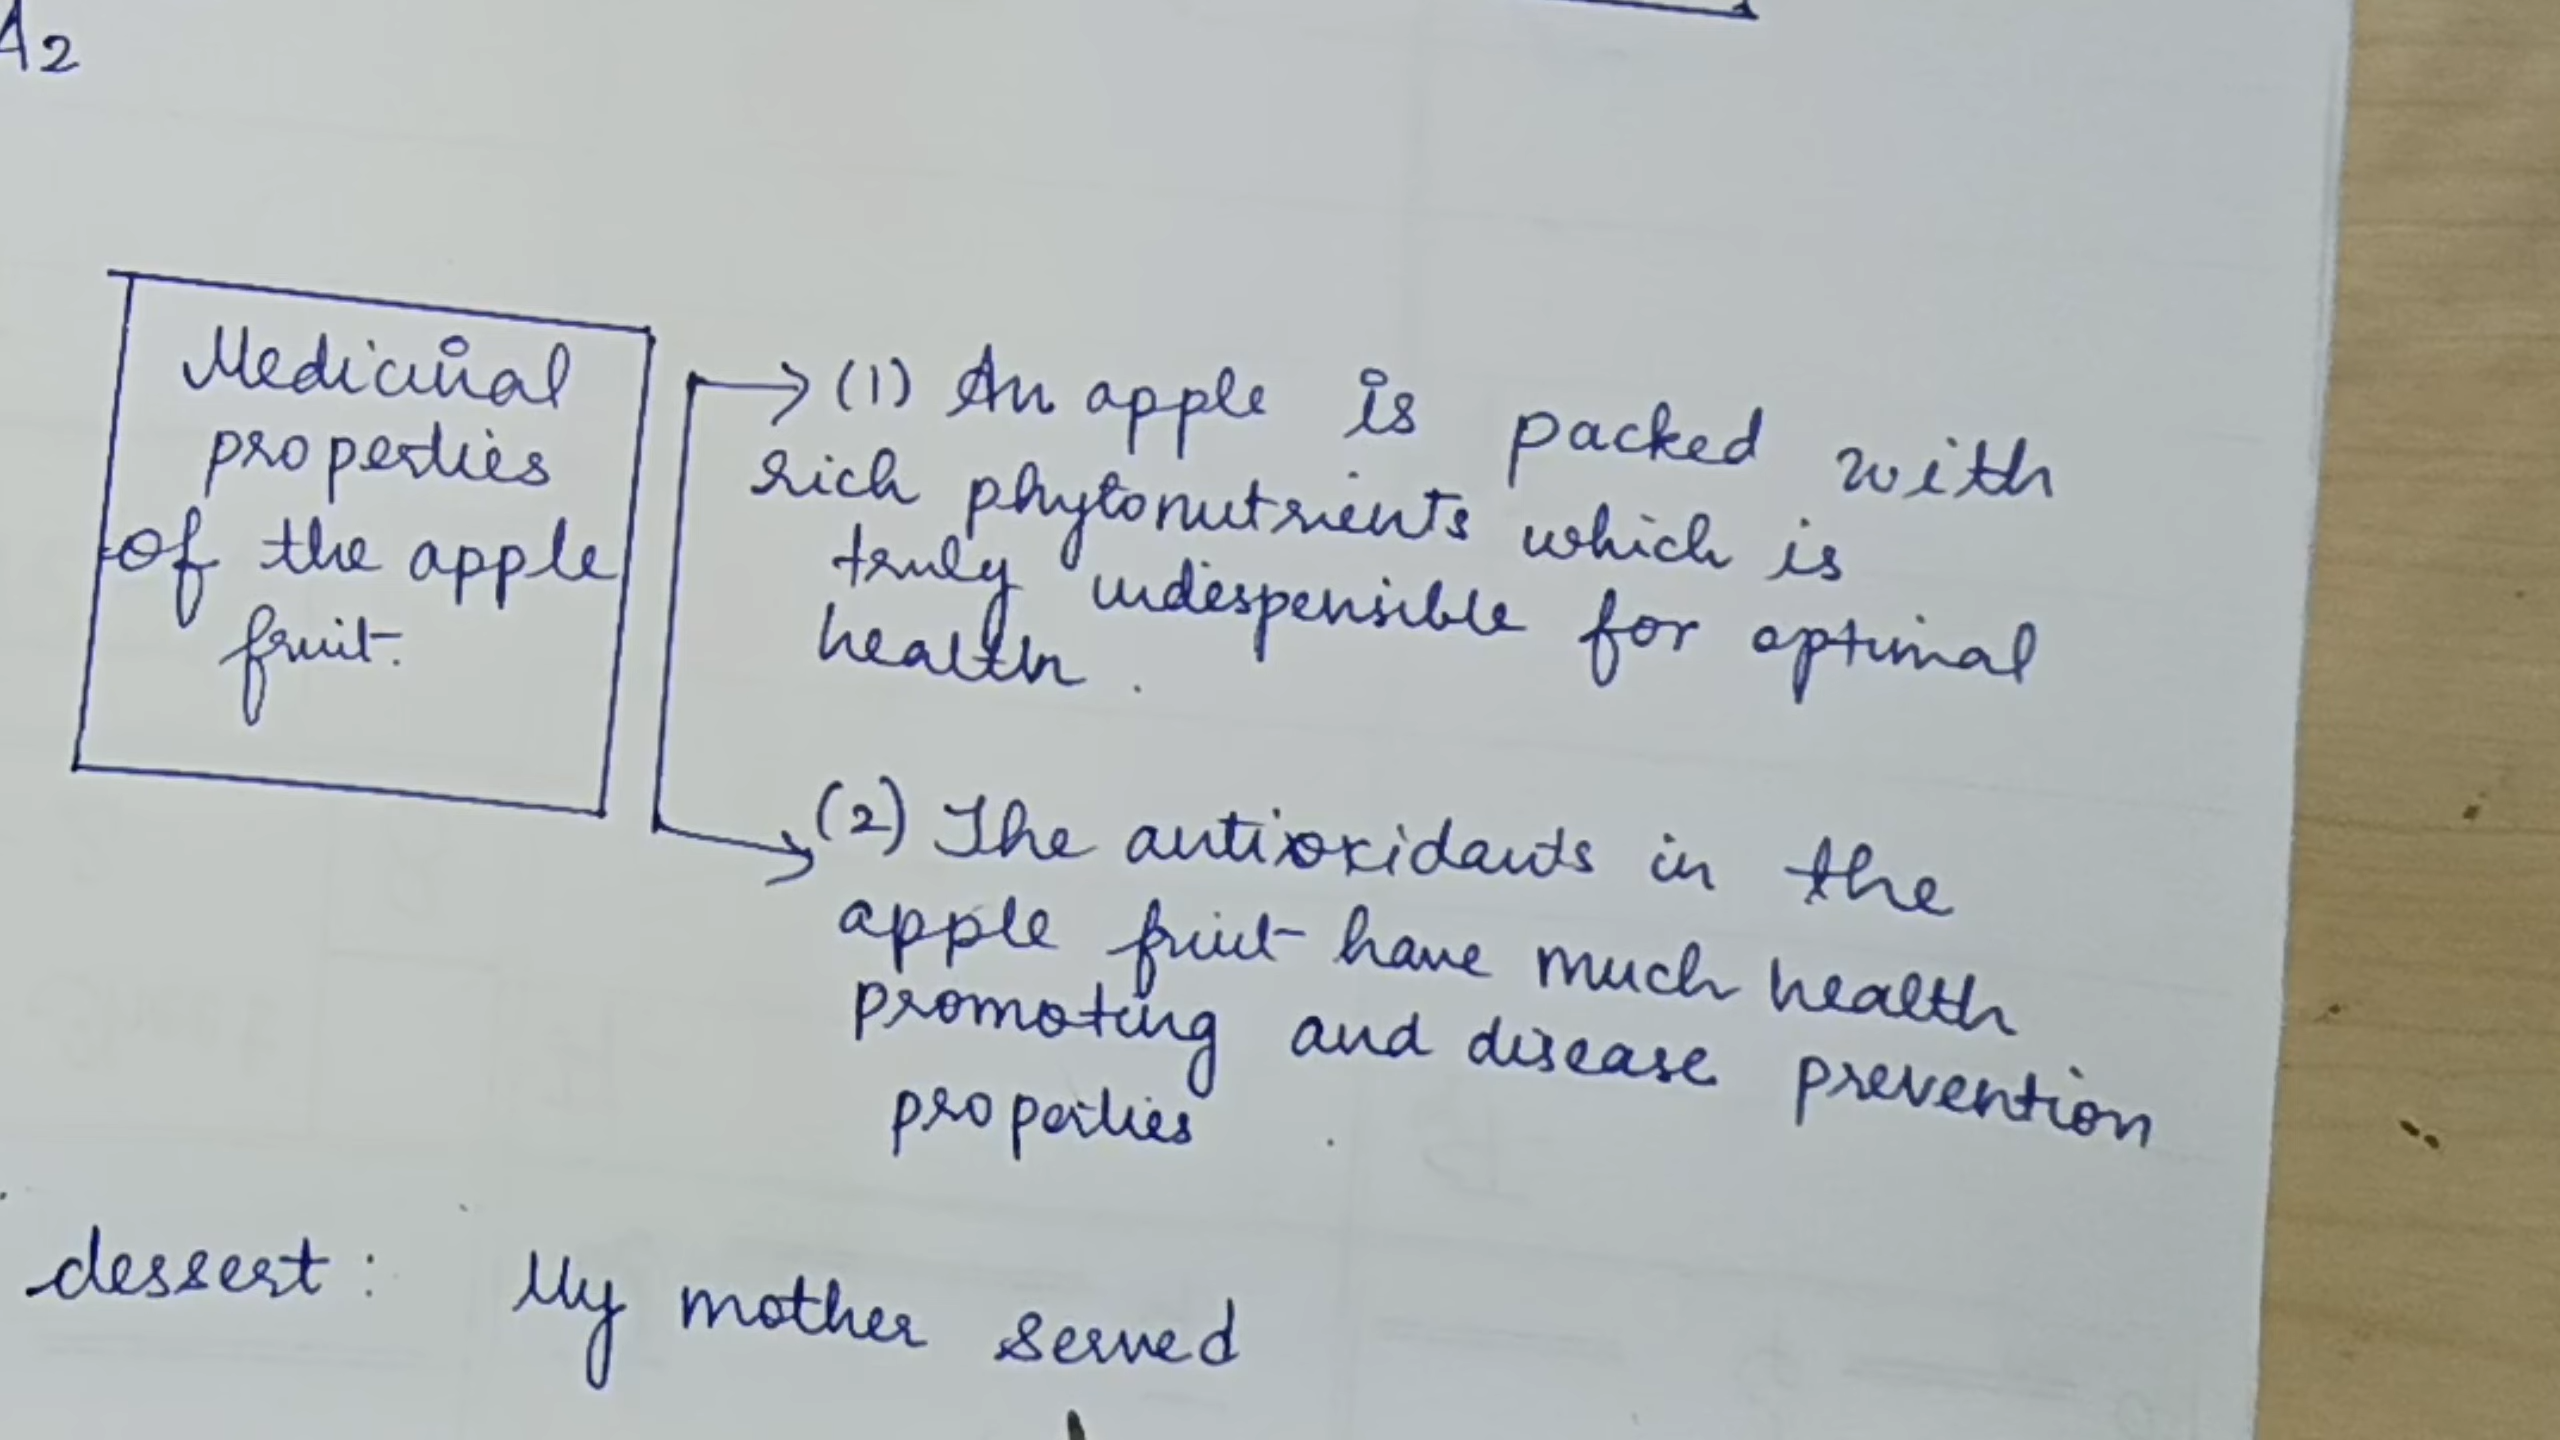 A2
Medicinal
properties
of the apple
fruit.
(1) An apple is packed with
rich phytonutrients which is
truly indespensible for optimal
health.
(2) The antioxidants in the
apple fruit have much health
promoting and disease prevention
properties.
dessert: My mother served